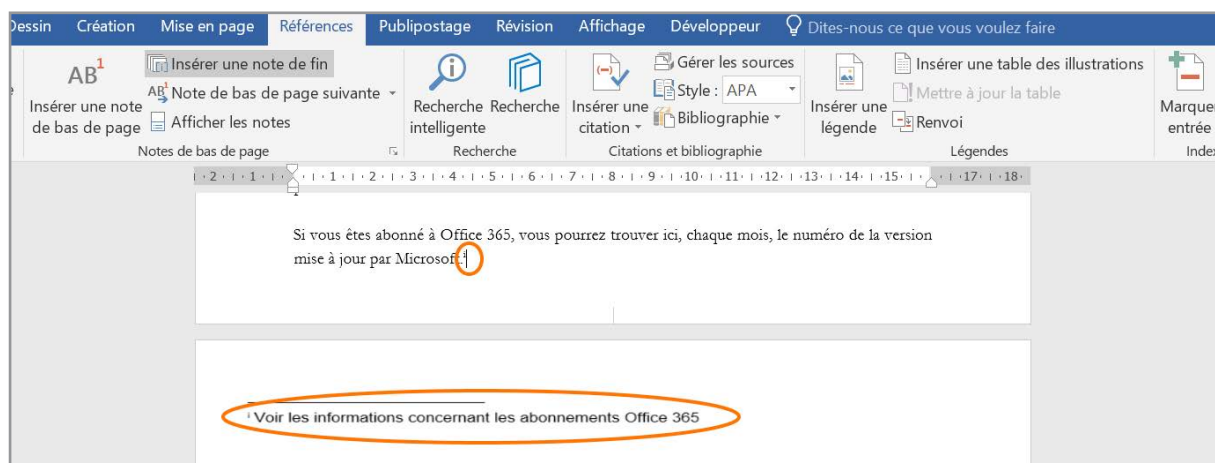 Dessin Création Mise en page Références Publipostage Révision Affichage Développeur Dites-nous ce que vous voulez faire
AB1
Insérer une note
de bas de page
Insérer une note de fin
AB1 Note de bas de page suivante
Afficher les notes
Notes de bas de page
Recherche
intelligente
Recherche
Recherche
Insérer une
citation
Gérer les sources
Style : APA
Bibliographie
Citations et bibliographie
Insérer une
légende
Insérer une table des illustrations
Mettre à jour la table
Renvoi
Légendes
Marquer
entrée
Index
2 1 1 2 3 4 5 6 7 8 9 10 11 12 13 14 15 17 18
Si vous êtes abonné à Office 365, vous pourrez trouver ici, chaque mois, le numéro de la version
mise à jour par Microsoft.i
i Voir les informations concernant les abonnements Office 365